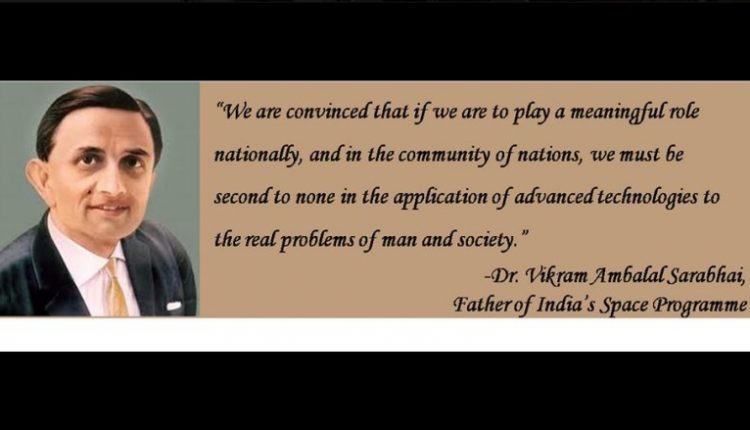 “We are convinced that if we are to play a meaningful role
nationally, and in the community of nations, we must be
second to none in the application of advanced technologies to
the real problems of man and society.”
-Dr. Vikram Ambalal Sarabhai,
Father of India’s Space Programme